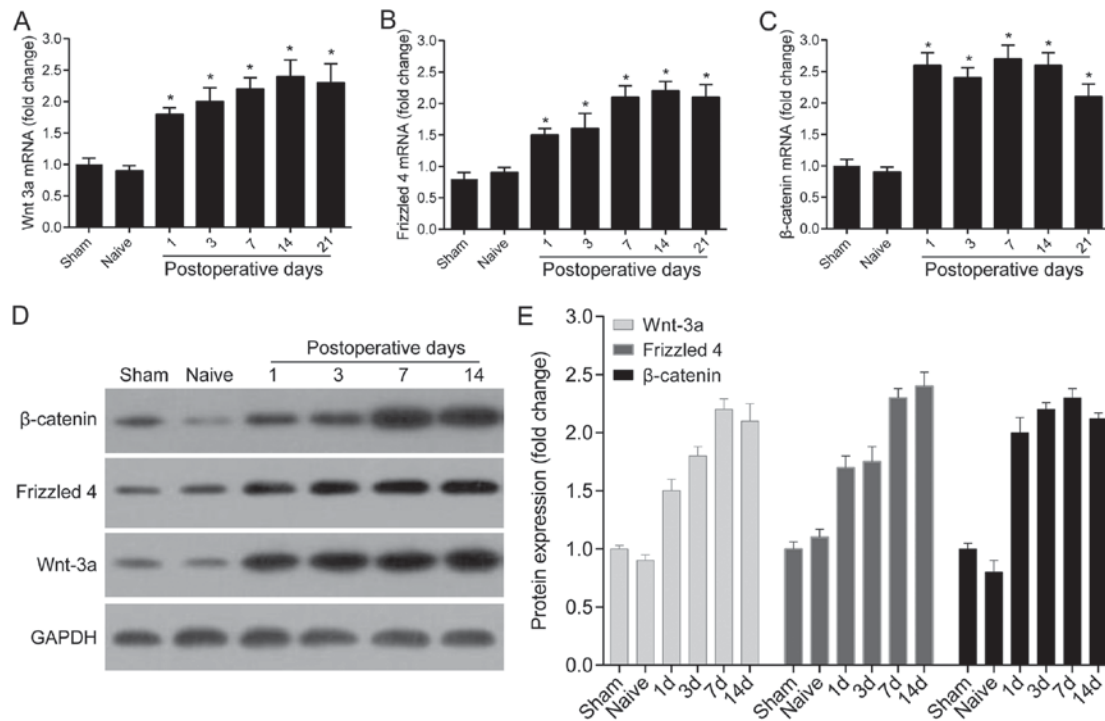 A
Wnt 3a mRNA (fold change)
3.0
2.5
2.0
1.5
1.0
0.5
0.0
* * * * *
Sham Naive 1 3 7 14 21
Postoperative days
B
Frizzled 4 mRNA (fold change)
3.0
2.5
2.0
1.5
1.0
0.5
0.0
* * * * *
Sham Naive 1 3 7 14 21
Postoperative days
C
β-catenin mRNA (fold change)
3.0
2.5
2.0
1.5
1.0
0.5
0.0
* * * * *
Sham Naive 1 3 7 14 21
Postoperative days
D
Postoperative days
Sham Naive 1 3 7 14
β-catenin
Frizzled 4
Wnt-3a
GAPDH
E
Protein expression (fold change)
3.0
2.5
2.0
1.5
1.0
0.5
0.0
Wnt-3a
Frizzled 4
β-catenin
Sham Naive 1d 3d 7d 14d Sham Naive 1d 3d 7d 14d Sham Naive 1d 3d 7d 14d